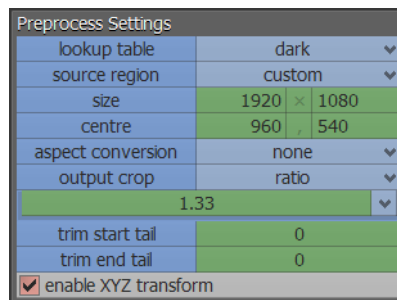 Preprocess Settings
lookup table dark
source region custom
size 1920 × 1080
centre 960 , 540
aspect conversion none
output crop ratio
1.33
trim start tail 0
trim end tail 0
enable XYZ transform